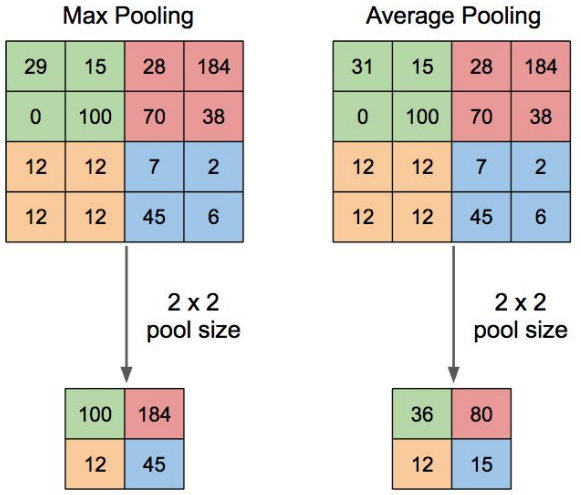 Max Pooling
29 15 28 184
0 100 70 38
12 12 7 2
12 12 45 6
2 x 2
pool size
100 184
12 45
Average Pooling
31 15 28 184
0 100 70 38
12 12 7 2
12 12 45 6
2 x 2
pool size
36 80
12 15